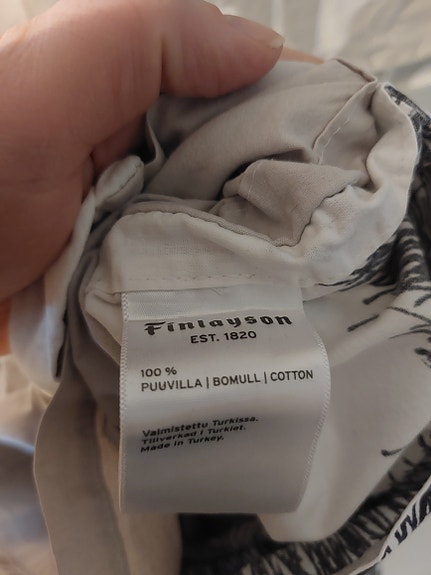 Finlayson
EST. 1820
100 %
PUUVILLA | BOMULL | COTTON
Valmistettu Turkissa.
Tillverkad i Turkiet.
Made in Turkey.